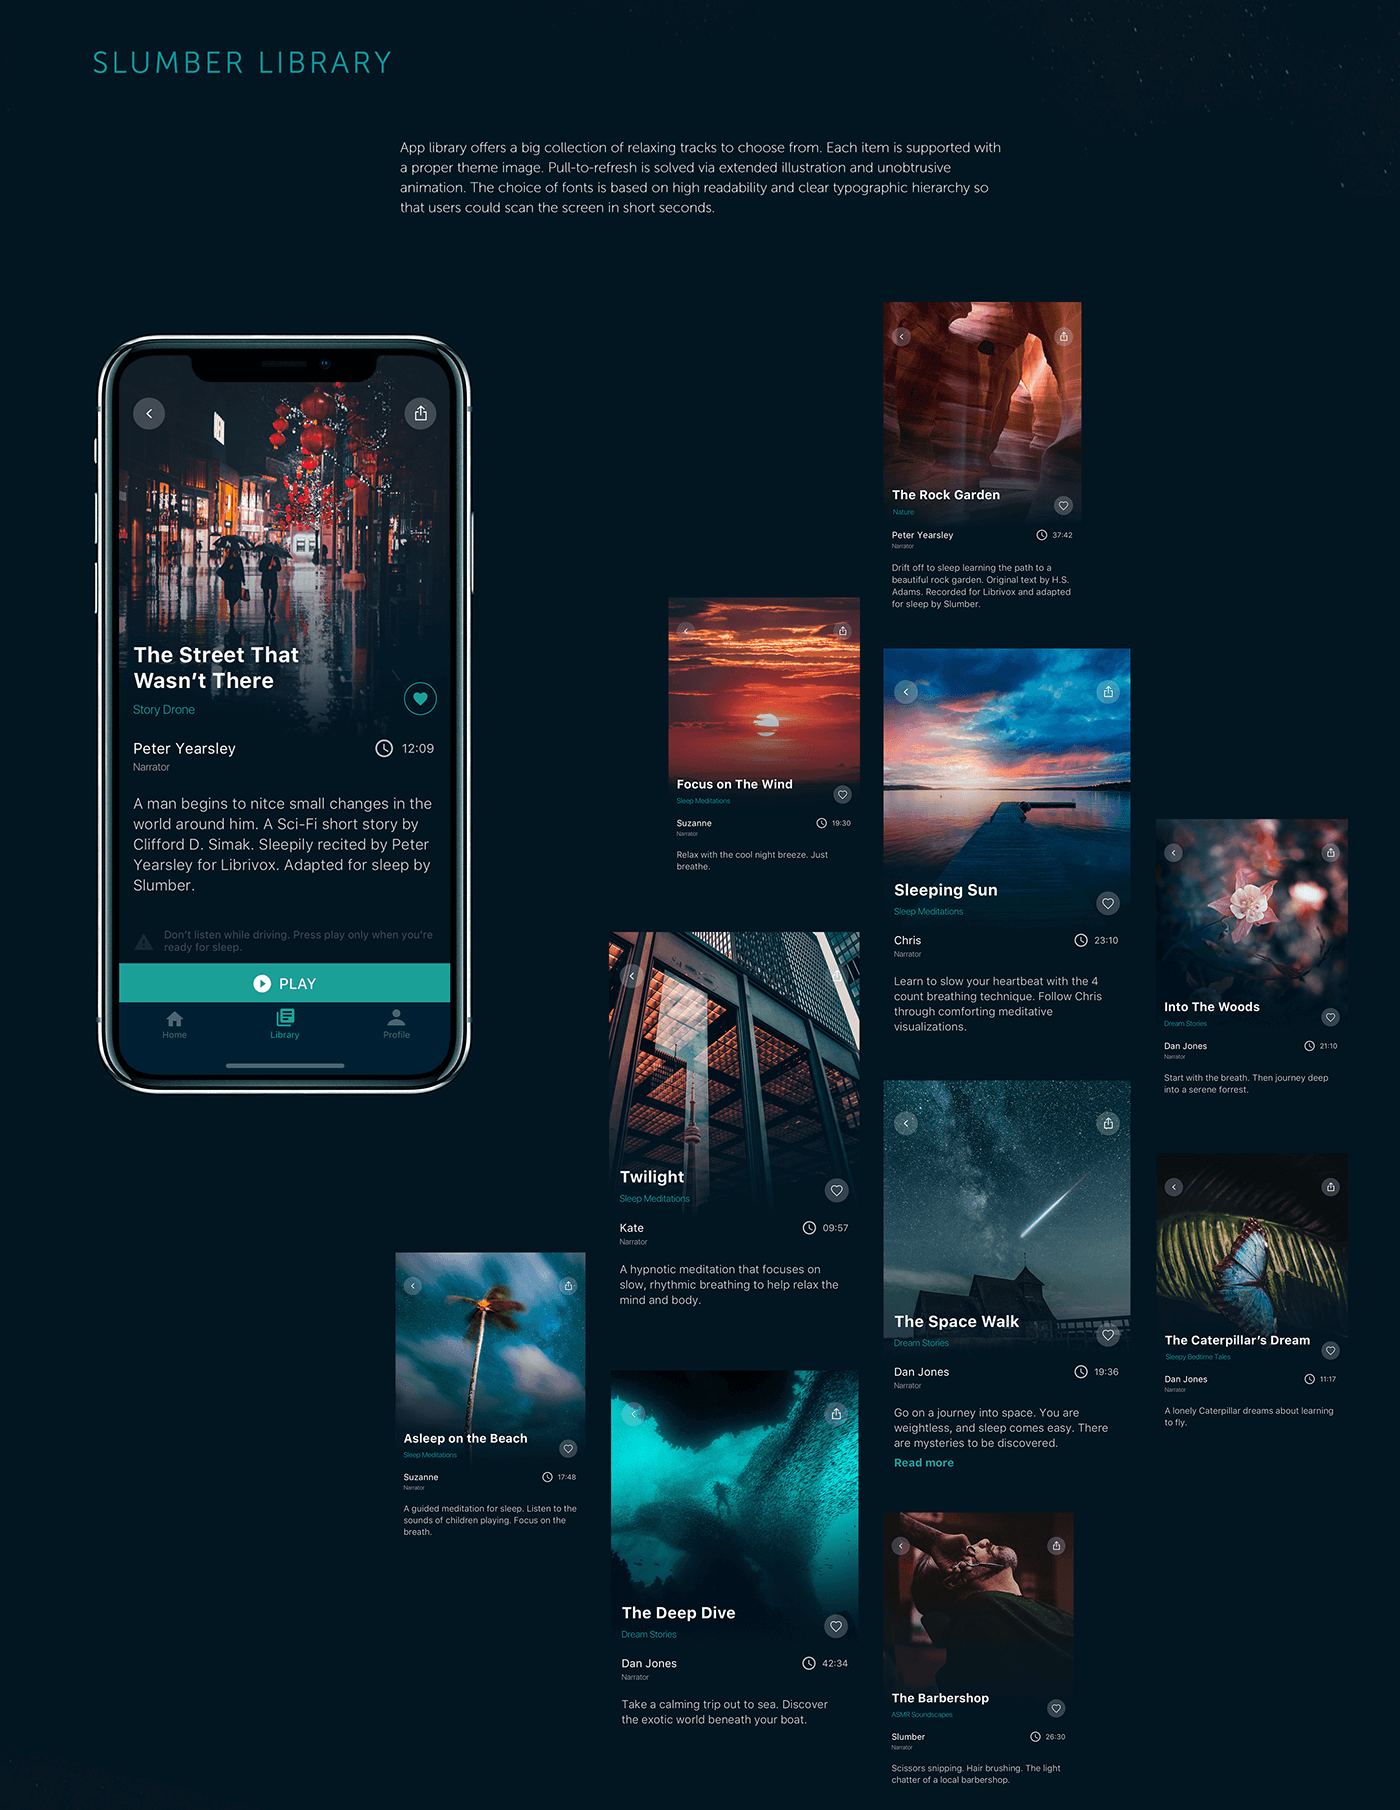 SLUMBER LIBRARY
App library offers a big collection of relaxing tracks to choose from. Each item is supported with
a proper theme image. Pull-to-refresh is solved via extended illustration and unobtrusive
animation. The choice of fonts is based on high readability and clear typographic hierarchy so
that users could scan the screen in short seconds.
The Street That
Wasn't There
Story Drone
Peter Yearsley
12:09
Narrator
A man begins to nitce small changes in the
world around him. A Sci-Fi short story by
Clifford D. Simak. Sleepily recited by Peter
Yearsley for Librivox. Adapted for sleep by
Slumber.
Don't listen while driving. Press play only when you're
ready for sleep.
PLAY
Home
Library
Profile
The Rock Garden
Nature
Peter Yearsley
37:42
Narrator
Drift off to sleep learning the path to a
beautiful rock garden. Original text by H.S.
Adams. Recorded for Librivox and adapted
for sleep by Slumber.
Focus on The Wind
Sleep Meditations
Suzanne
19:30
Narrator
Relax with the cool night breeze. Just
breathe.
Sleeping Sun
Sleep Meditations
Chris
23:10
Narrator
Learn to slow your heartbeat with the 4
count breathing technique. Follow Chris
through comforting meditative
visualizations.
Into The Woods
Dream Stories
Dan Jones
21:10
Narrator
Start with the breath. Then journey deep
into a serene forrest.
Twilight
Sleep Meditations
Kate
09:57
Narrator
A hypnotic meditation that focuses on
slow, rhythmic breathing to help relax the
mind and body.
The Space Walk
Dream Stories
Dan Jones
19:36
Narrator
Go on a journey into space. You are
weightless, and sleep comes easy. There
are mysteries to be discovered.
Read more
The Caterpillar's Dream
Sleepy Bedtime Tales
Dan Jones
11:17
Narrator
A lonely Caterpillar dreams about learning
to fly.
Asleep on the Beach
Sleep Meditations
Suzanne
17:48
Narrator
A guided meditation for sleep. Listen to the
sounds of children playing. Focus on the
breath.
The Deep Dive
Dream Stories
Dan Jones
42:34
Narrator
Take a calming trip out to sea. Discover
the exotic world beneath your boat.
The Barbershop
ASMR Soundscapes
Slumber
26:30
Narrator
Scissors snipping. Hair brushing. The light
chatter of a local barbershop.